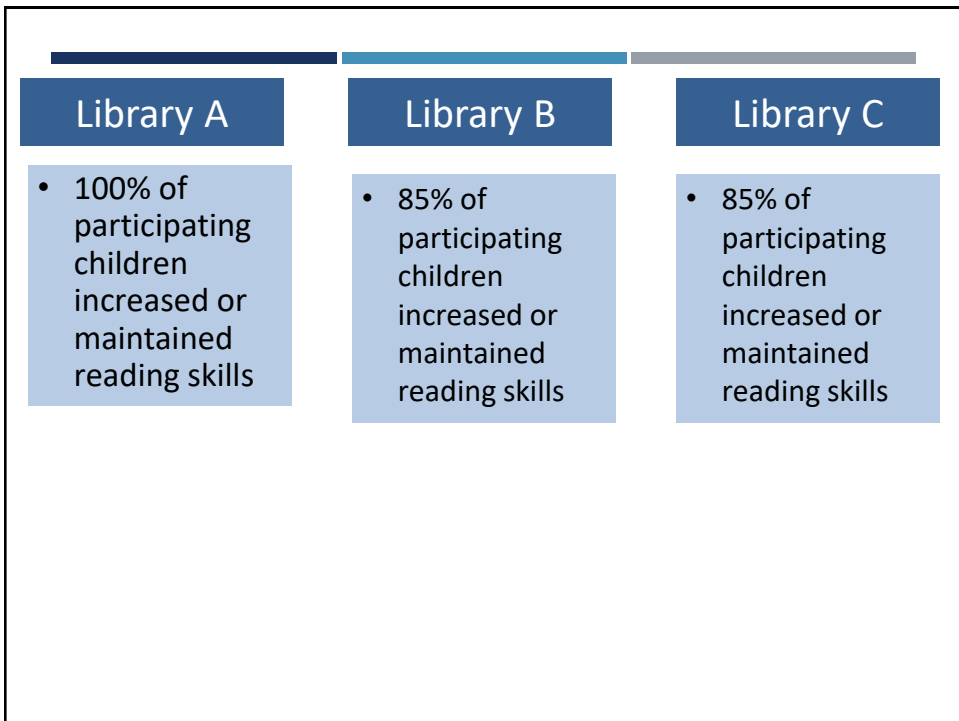 Library A
• 100% of
participating
children
increased or
maintained
reading skills
Library B
• 85% of
participating
children
increased or
maintained
reading skills
Library C
• 85% of
participating
children
increased or
maintained
reading skills